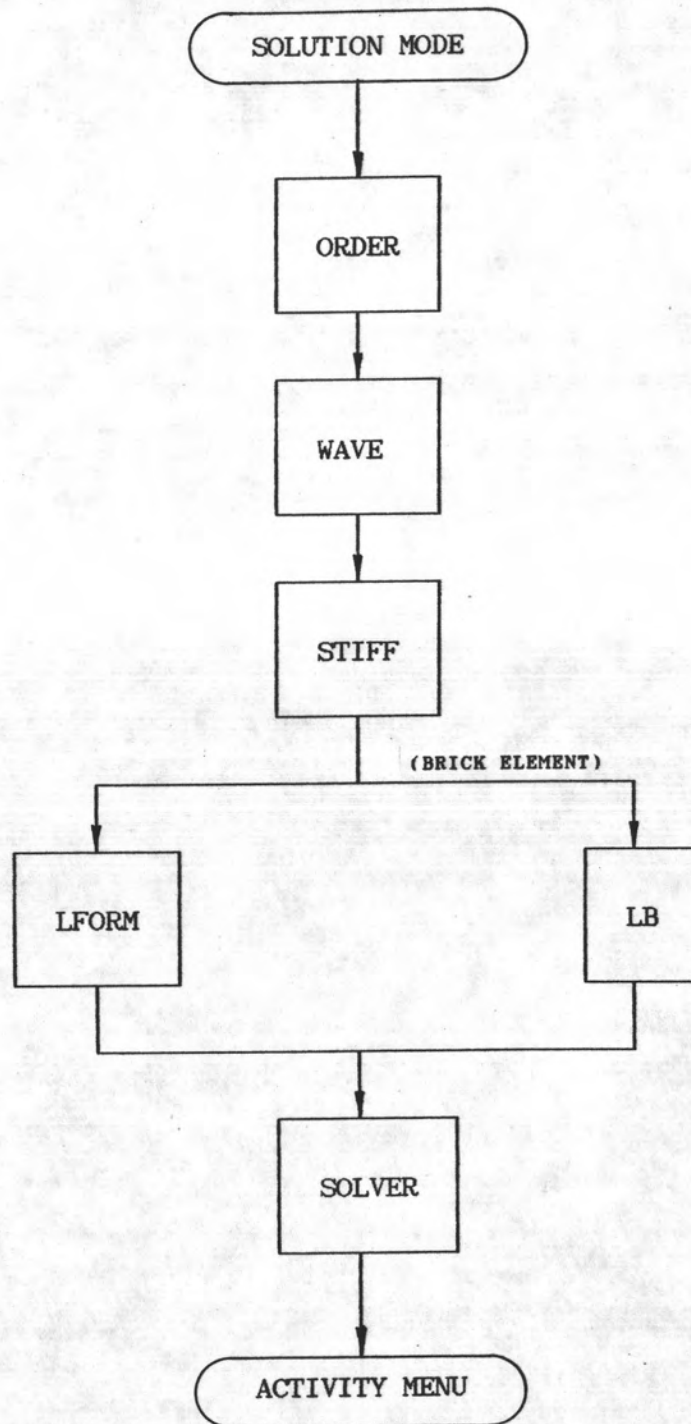 SOLUTION MODE
ORDER
WAVE
STIFF
(BRICK ELEMENT)
LFORM
LB
SOLVER
ACTIVITY MENU